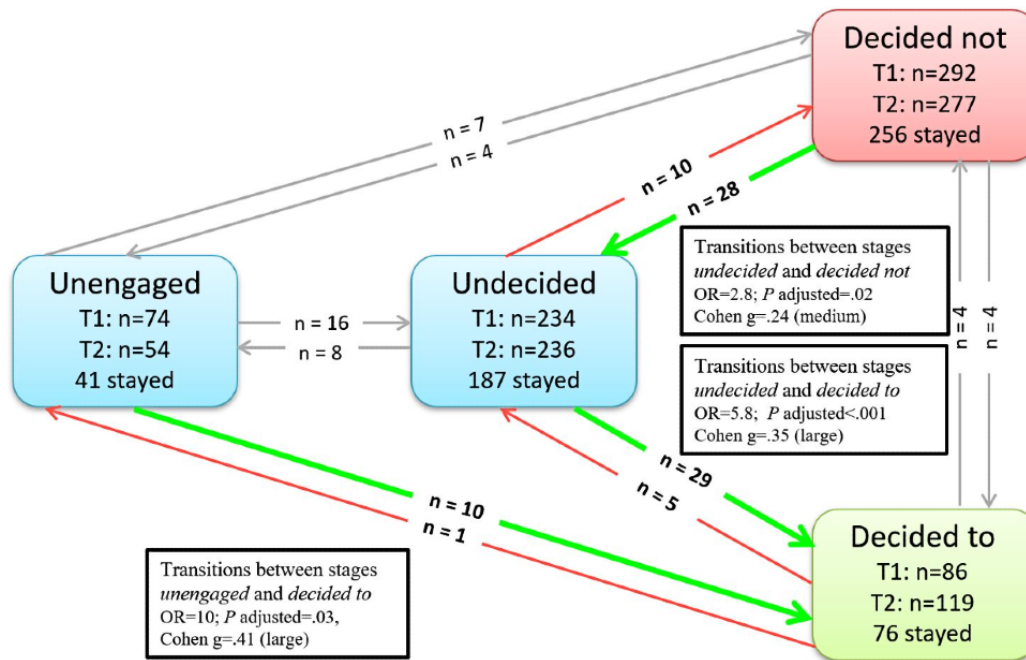 Decided not
T1: n=292
T2: n=277
256 stayed
n = 7
n = 4
n = 10
n = 28
Unengaged
T1: n=74
T2: n=54
41 stayed
n = 16
n = 8
Undecided
T1: n=234
T2: n=236
187 stayed
Transitions between stages
undecided and decided not
OR=2.8; P adjusted=.02
Cohen g=.24 (medium)
n = 4
n = 4
Transitions between stages
undecided and decided to
OR=5.8; P adjusted<.001
Cohen g=.35 (large)
n = 29
n = 5
n = 10
n = 1
Transitions between stages
unengaged and decided to
OR=10; P adjusted=.03,
Cohen g=.41 (large)
Decided to
T1: n=86
T2: n=119
76 stayed